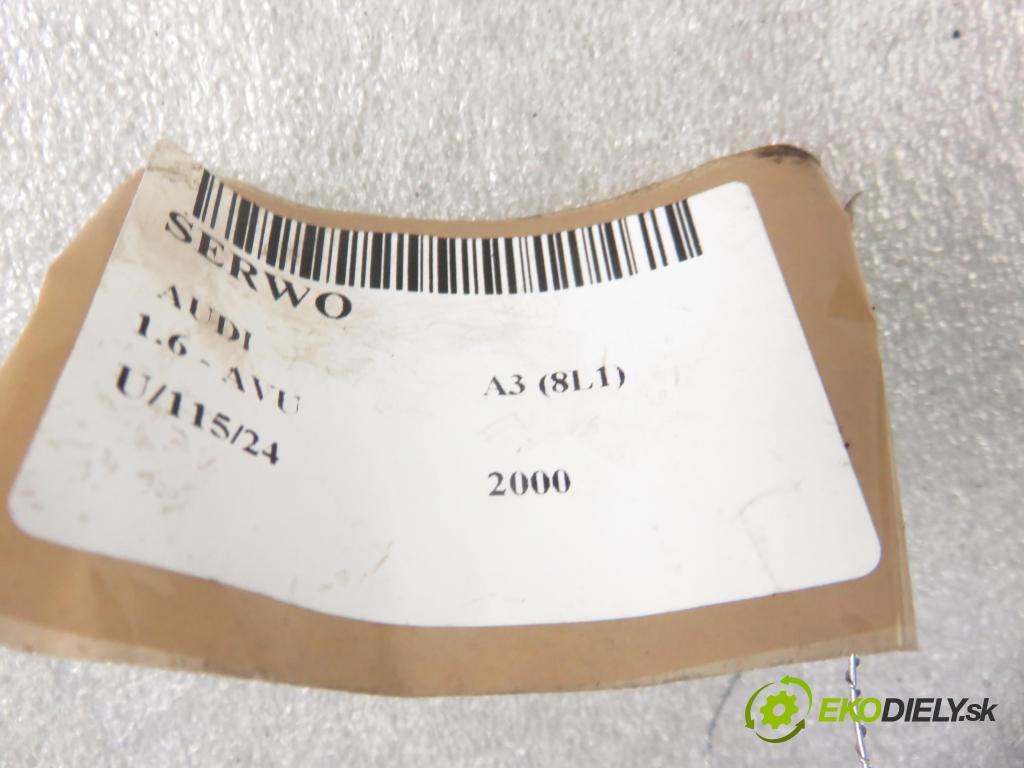 SERWO
AUDI
A3 (8L1)
1.6 - AVU
U/115/24
2000
EKODIELY.sk